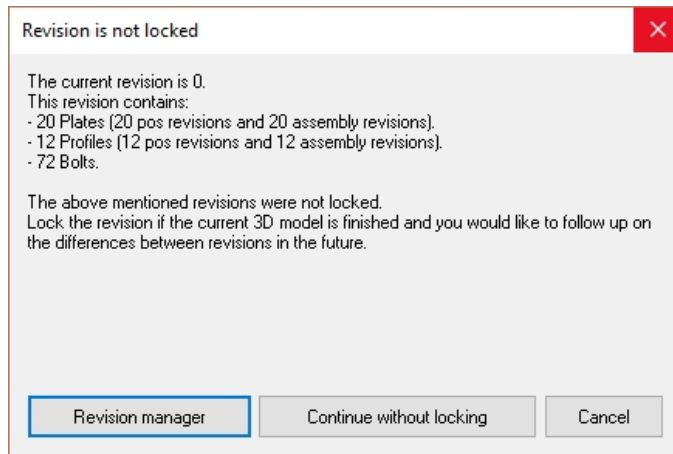 Revision is not locked
The current revision is 0.
This revision contains:
- 20 Plates (20 pos revisions and 20 assembly revisions).
- 12 Profiles (12 pos revisions and 12 assembly revisions).
- 72 Bolts.
The above mentioned revisions were not locked.
Lock the revision if the current 3D model is finished and you would like to follow up on
the differences between revisions in the future.
Revision manager
Continue without locking
Cancel